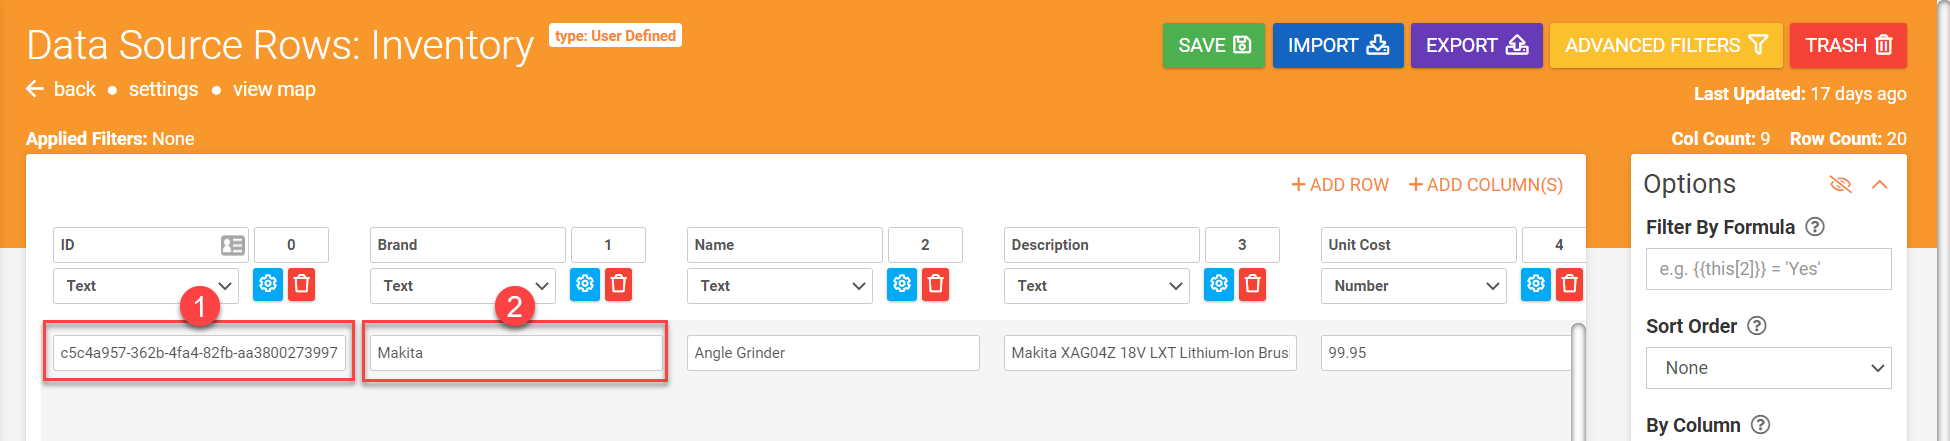 Data Source Rows: Inventory type: User Defined
SAVE IMPORT EXPORT ADVANCED FILTERS TRASH
back • settings • view map
Last Updated: 17 days ago
Applied Filters: None
Col Count: 9 Row Count: 20
+ ADD ROW + ADD COLUMN(S)
ID 0 Brand 1 Name 2 Description 3 Unit Cost 4
Text Text Text Text Number
1 2
c5c4a957-362b-4fa4-82fb-aa3800273997 Makita Angle Grinder Makita XAG04Z 18V LXT Lithium-Ion Brus 99.95
Options
Filter By Formula ?
e.g. {{this[2]}} = 'Yes'
Sort Order ?
None
By Column ?